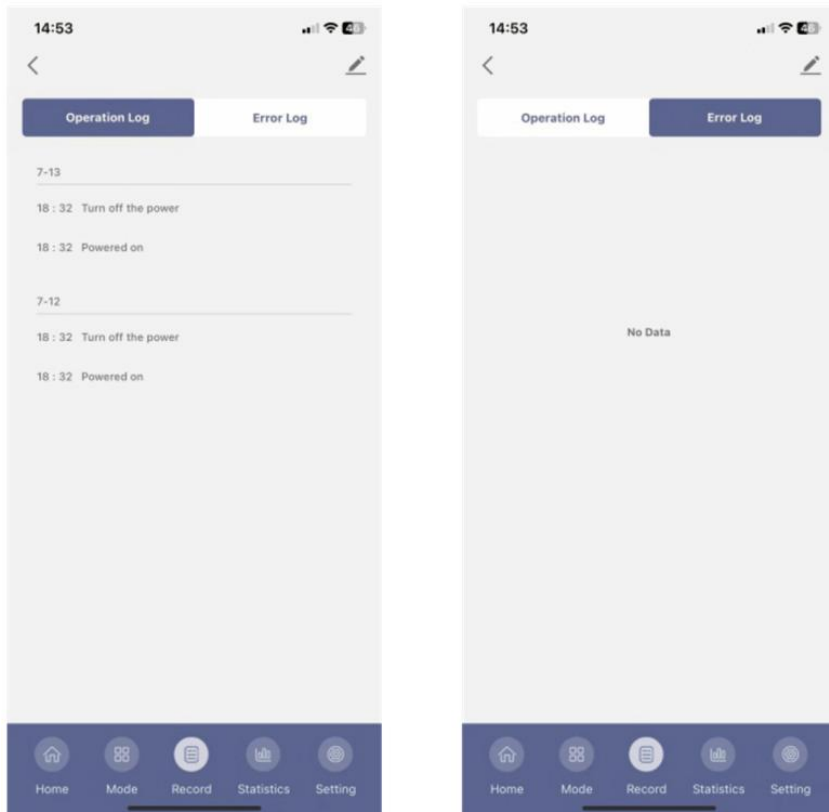 14:53
46
Operation Log Error Log
7-13
18 : 32 Turn off the power
18 : 32 Powered on
7-12
18 : 32 Turn off the power
18 : 32 Powered on
Home Mode Record Statistics Setting
14:53
46
Operation Log Error Log
No Data
Home Mode Record Statistics Setting